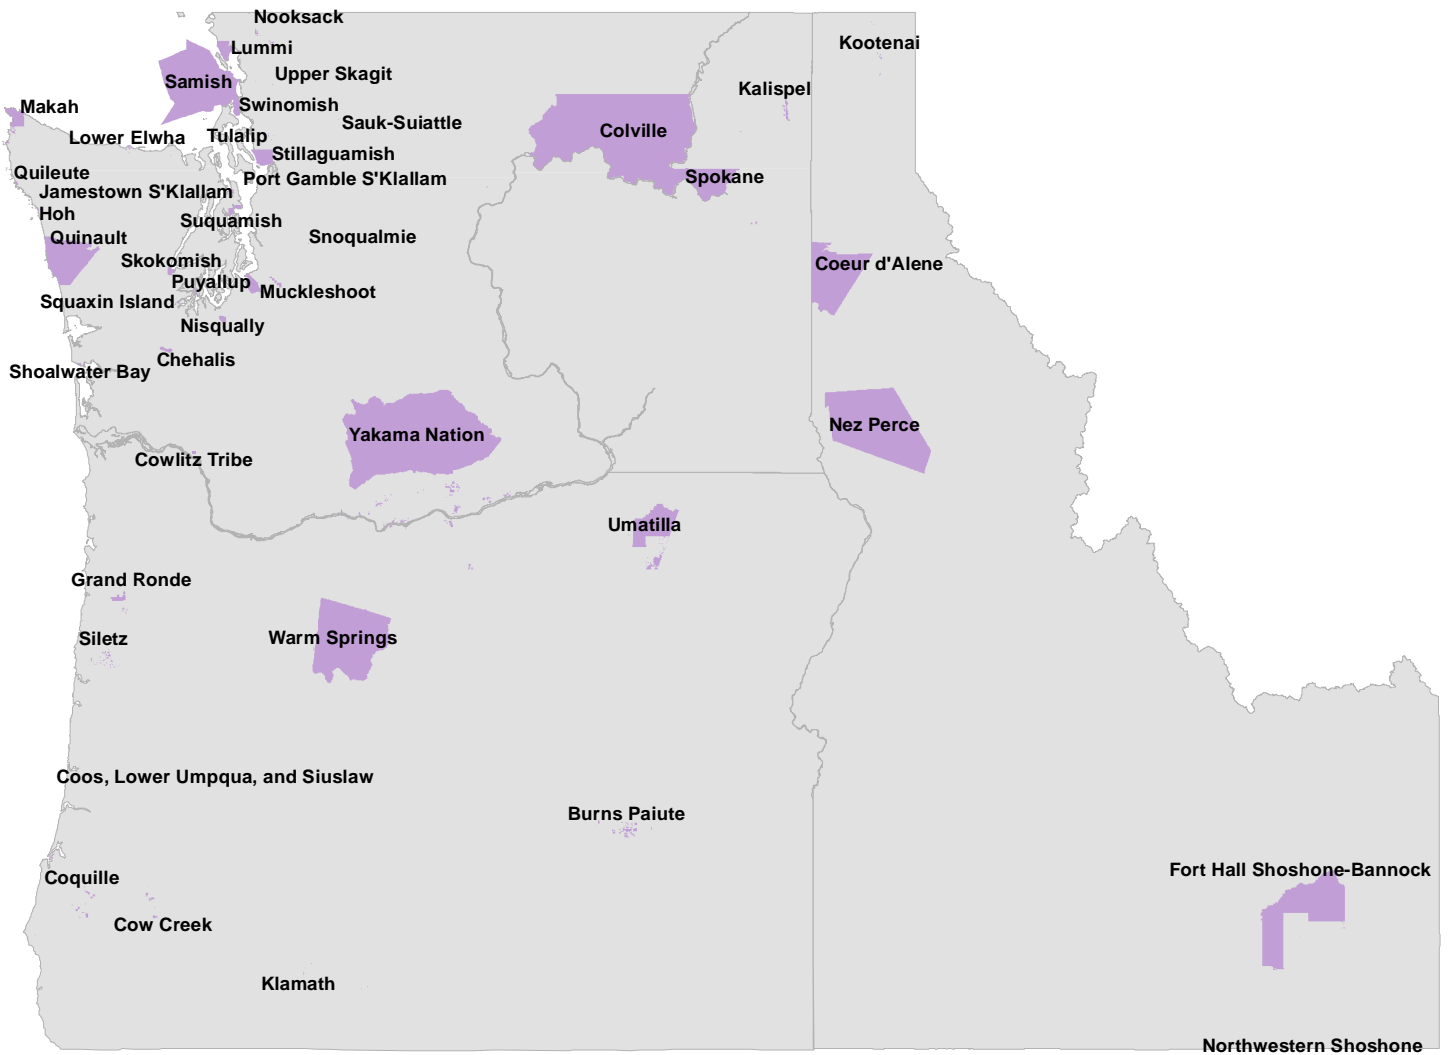 Nooksack
Kootenai
Lummi
Upper Skagit
Samish
Kalispel
Swinomish
Makah
Sauk-Suiattle
Colville
Lower Elwha
Tulalip
Stillaguamish
Quileute
Spokane
Port Gamble S'Klallam
Jamestown S'Klallam
Hoh
Suquamish
Quinault
Snoqualmie
Skokomish
Coeur d'Alene
Puyallup
Muckleshoot
Squaxin Island
Nisqually
Chehalis
Shoalwater Bay
Nez Perce
Yakama Nation
Cowlitz Tribe
Umatilla
Grand Ronde
Siletz
Warm Springs
Coos, Lower Umpqua, and Siuslaw
Burns Paiute
Fort Hall Shoshone-Bannock
Coquille
Cow Creek
Klamath
Northwestern Shoshone